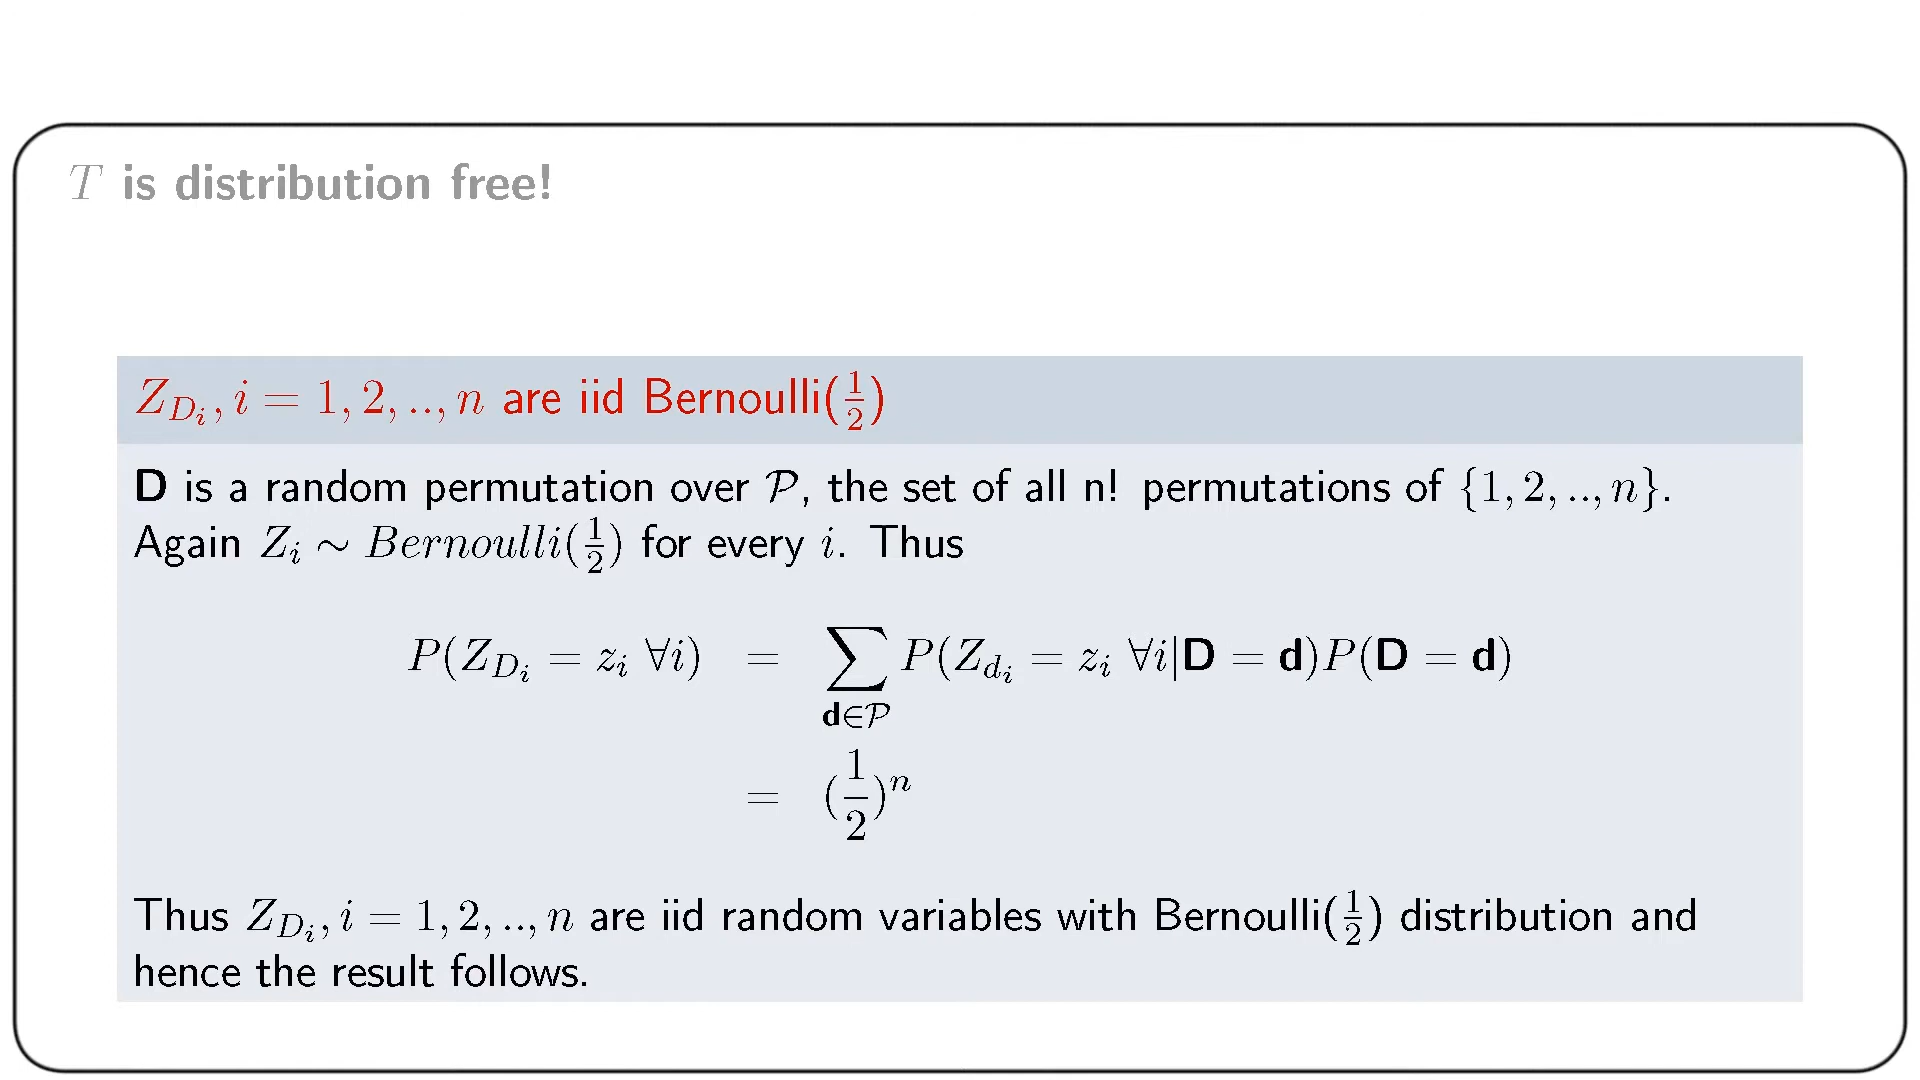 T is distribution free!
Z_{D_i}, i = 1, 2, .., n are iid Bernoulli(1/2)
D is a random permutation over 𝒫, the set of all n! permutations of {1, 2, .., n}.
Again Z_i ∼ Bernoulli(1/2) for every i. Thus
P(Z_{D_i} = z_i ∀i) = ∑_{d∈𝒫} P(Z_{d_i} = z_i ∀i|D = d)P(D = d)
= (1/2)^n
Thus Z_{D_i}, i = 1, 2, .., n are iid random variables with Bernoulli(1/2) distribution and
hence the result follows.